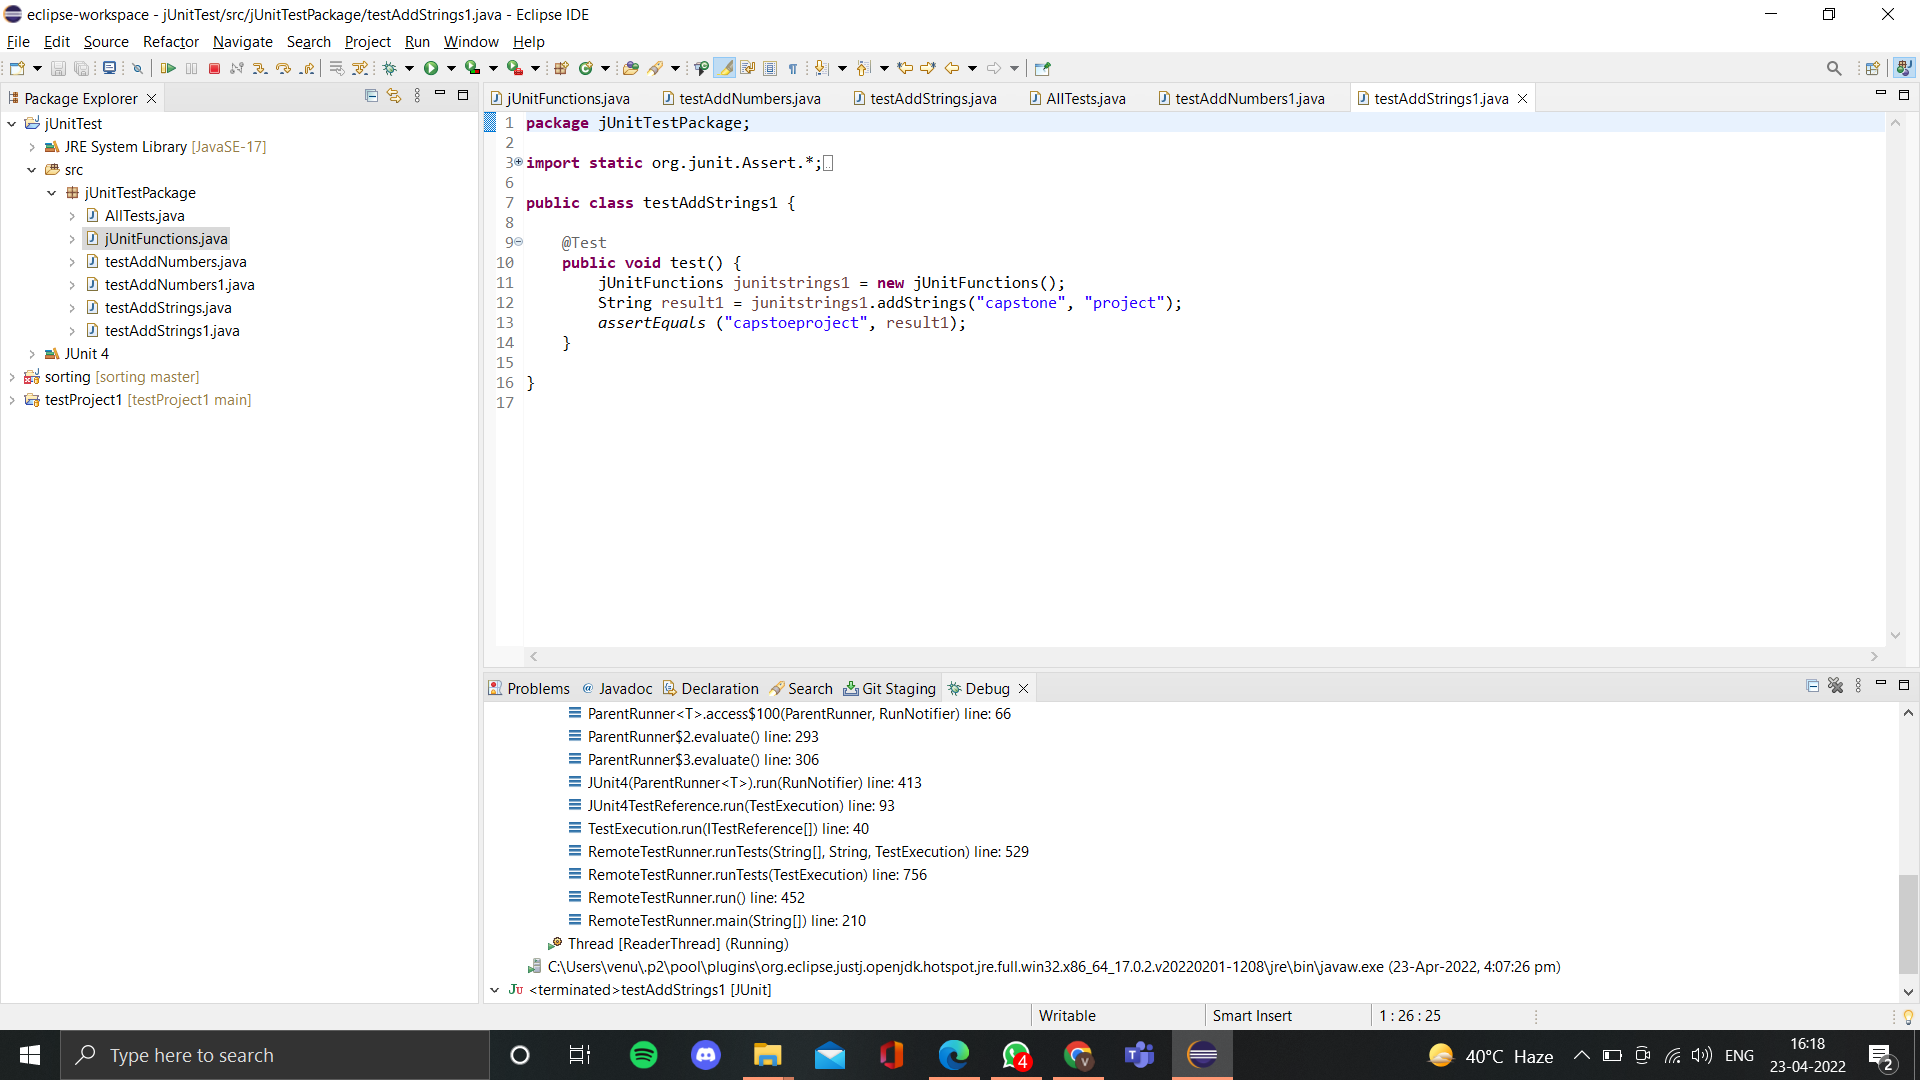 eclipse-workspace - jUnitTest/src/jUnitTestPackage/testAddStrings1.java - Eclipse IDE
File Edit Source Refactor Navigate Search Project Run Window Help
Package Explorer
jUnitTest
JRE System Library [JavaSE-17]
src
jUnitTestPackage
AllTests.java
jUnitFunctions.java
testAddNumbers.java
testAddNumbers1.java
testAddStrings.java
testAddStrings1.java
JUnit 4
sorting [sorting master]
testProject1 [testProject1 main]
jUnitFunctions.java testAddNumbers.java testAddStrings.java AllTests.java testAddNumbers1.java testAddStrings1.java
1 package jUnitTestPackage;
2
3 import static org.junit.Assert.*;
6
7 public class testAddStrings1 {
8
9 @Test
10 public void test() {
11 jUnitFunctions junitstrings1 = new jUnitFunctions();
12 String result1 = junitstrings1.addStrings("capstone", "project");
13 assertEquals ("capstoeproject", result1);
14 }
15
16 }
17
Problems Javadoc Declaration Search Git Staging Debug
ParentRunner<T>.access$100(ParentRunner, RunNotifier) line: 66
ParentRunner$2.evaluate() line: 293
ParentRunner$3.evaluate() line: 306
JUnit4(ParentRunner<T>).run(RunNotifier) line: 413
JUnit4TestReference.run(TestExecution) line: 93
TestExecution.run(ITestReference[]) line: 40
RemoteTestRunner.runTests(String[], String, TestExecution) line: 529
RemoteTestRunner.runTests(TestExecution) line: 756
RemoteTestRunner.run() line: 452
RemoteTestRunner.main(String[]) line: 210
Thread [ReaderThread] (Running)
C:\Users\venu\.p2\pool\plugins\org.eclipse.justj.openjdk.hotspot.jre.full.win32.x86_64_17.0.2.v20220201-1208\jre\bin\javaw.exe (23-Apr-2022, 4:07:26 pm)
<terminated>testAddStrings1 [JUnit]
Writable Smart Insert 1 : 26 : 25
Type here to search
4
40°C Haze
ENG
16:18
23-04-2022
2